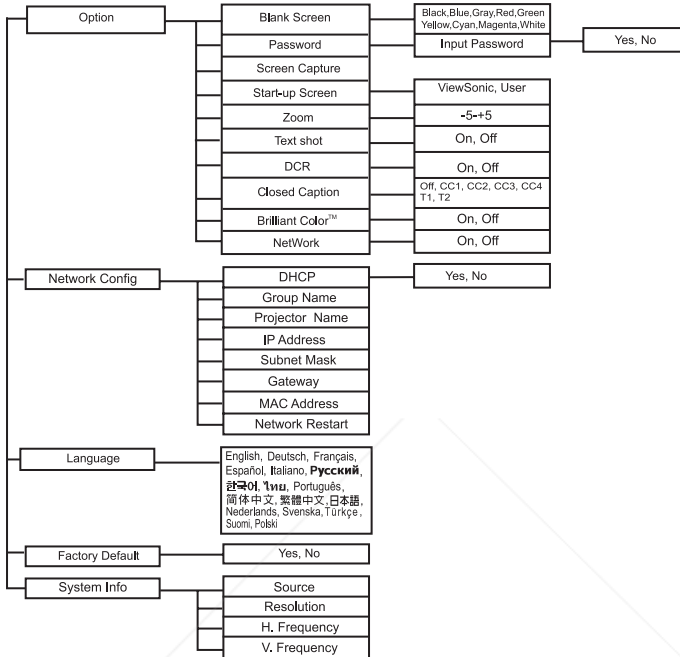 Option
Blank Screen
Black,Blue,Gray,Red,Green
Yellow,Cyan,Magenta,White
Password
Input Password
Yes, No
Screen Capture
Start-up Screen
ViewSonic, User
Zoom
-5-+5
Text shot
On, Off
DCR
On, Off
Closed Caption
Off, CC1, CC2, CC3, CC4
T1, T2
Brilliant Color™
On, Off
NetWork
On, Off
Network Config
DHCP
Yes, No
Group Name
Projector Name
IP Address
Subnet Mask
Gateway
MAC Address
Network Restart
Language
English, Deutsch, Français,
Español, Italiano, Русский,
한국어, ไทย, Português,
简体中文, 繁體中文, 日本語,
Nederlands, Svenska, Türkçe,
Suomi, Polski
Factory Default
Yes, No
System Info
Source
Resolution
H. Frequency
V. Frequency